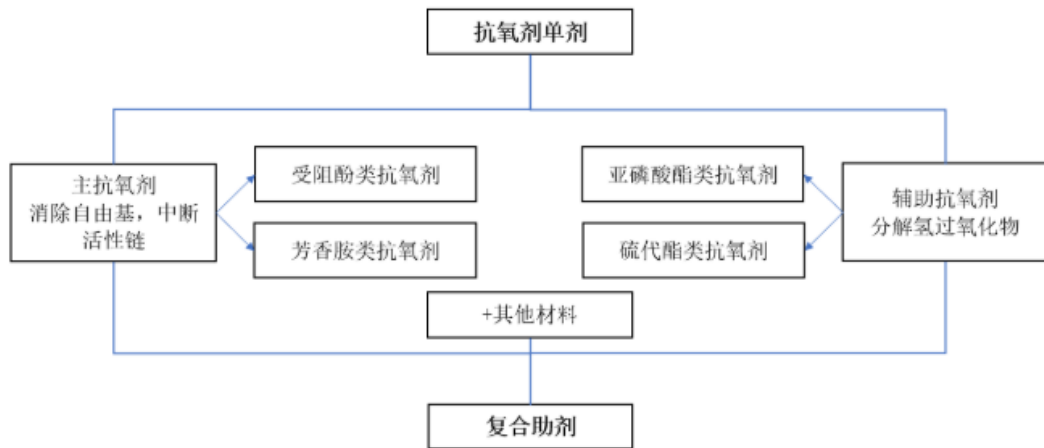 抗氧剂单剂
主抗氧剂
消除自由基，中断
活性链
受阻酚类抗氧剂
芳香胺类抗氧剂
亚磷酸酯类抗氧剂
硫代酯类抗氧剂
辅助抗氧剂
分解氢过氧化物
+其他材料
复合助剂